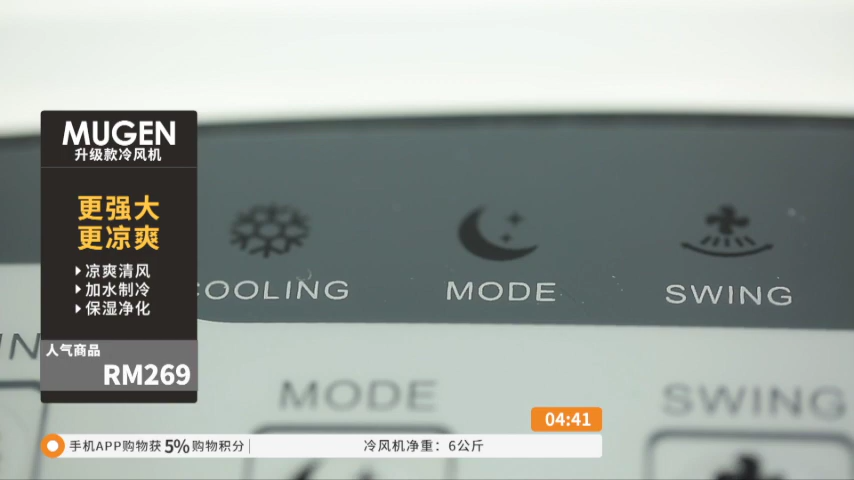 MUGEN
升级款冷风机
更强大
更凉爽
凉爽清风
加水制冷
保湿净化
人气商品
RM269
COOLING MODE SWING
MODE SWING
04:41
手机APP购物获5%购物积分
冷风机净重：6公斤